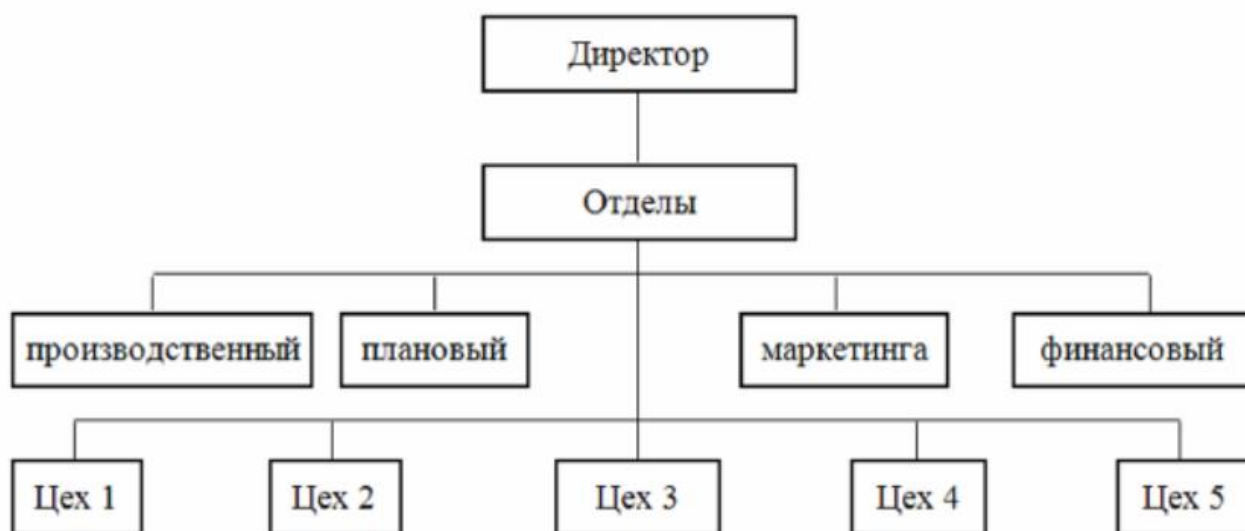 Директор
Отделы
производственный плановый маркетинга финансовый
Цех 1 Цех 2 Цех 3 Цех 4 Цех 5